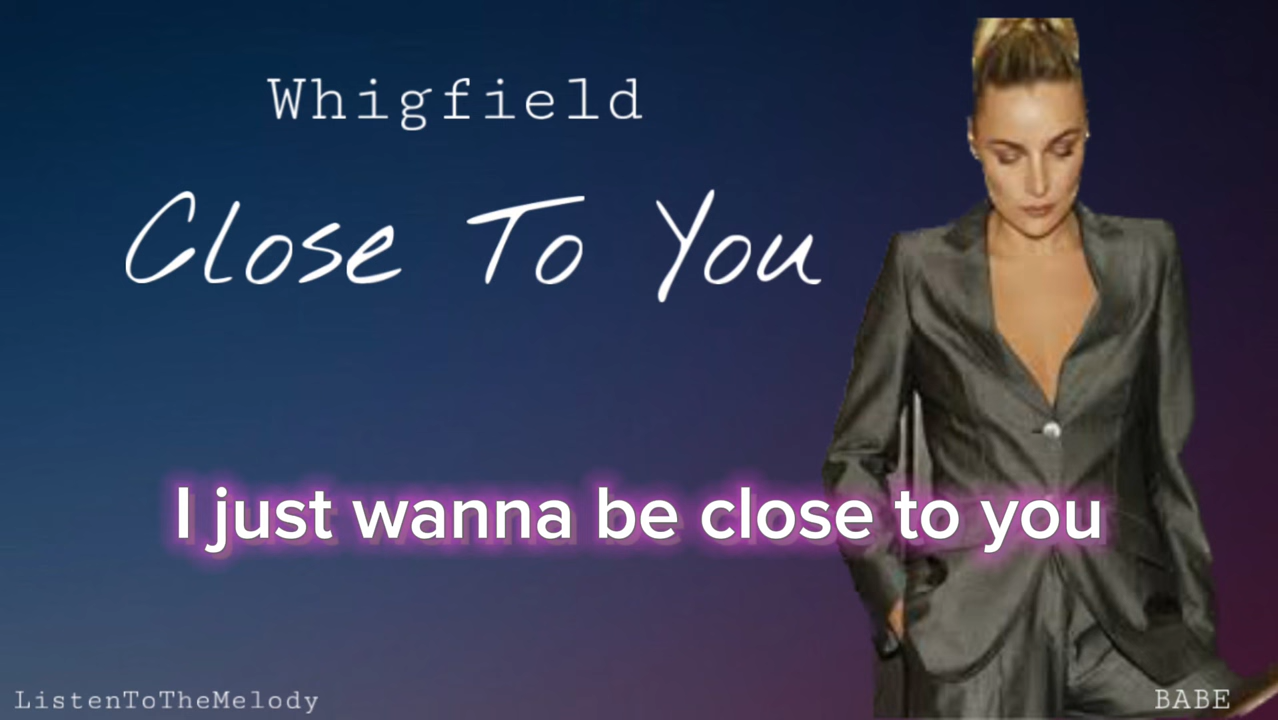 Whigfield
Close To You
I just wanna be close to you
ListenToTheMelody
BABE